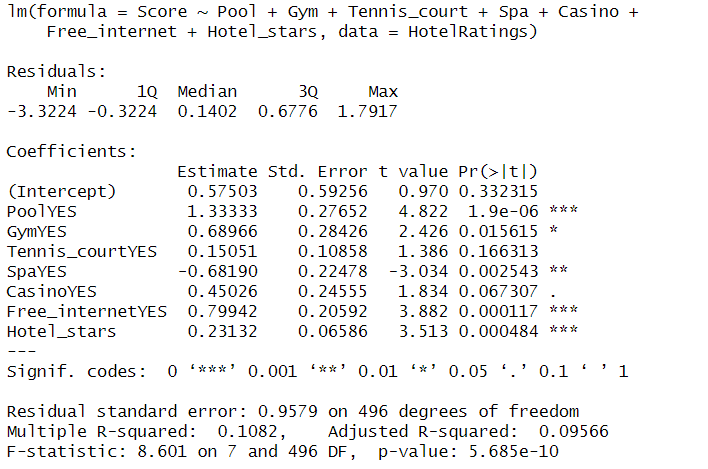 lm(formula = Score ~ Pool + Gym + Tennis_court + Spa + Casino +
    Free_internet + Hotel_stars, data = HotelRatings)

Residuals:
    Min      1Q  Median      3Q     Max
-3.3224 -0.3224  0.1402  0.6776  1.7917

Coefficients:
                 Estimate Std. Error t value Pr(>|t|)
(Intercept)       0.57503    0.59256   0.970 0.332315
PoolYES           1.33333    0.27652   4.822  1.9e-06 ***
GymYES            0.68966    0.28426   2.426 0.015615 *
Tennis_courtYES   0.15051    0.10858   1.386 0.166313
SpaYES           -0.68190    0.22478  -3.034 0.002543 **
CasinoYES         0.45026    0.24555   1.834 0.067307 .
Free_internetYES  0.79942    0.20592   3.882 0.000117 ***
Hotel_stars       0.23132    0.06586   3.513 0.000484 ***
---
Signif. codes:  0 ‘***’ 0.001 ‘**’ 0.01 ‘*’ 0.05 ‘.’ 0.1 ‘ ’ 1

Residual standard error: 0.9579 on 496 degrees of freedom
Multiple R-squared:  0.1082,    Adjusted R-squared:  0.09566
F-statistic: 8.601 on 7 and 496 DF,  p-value: 5.685e-10